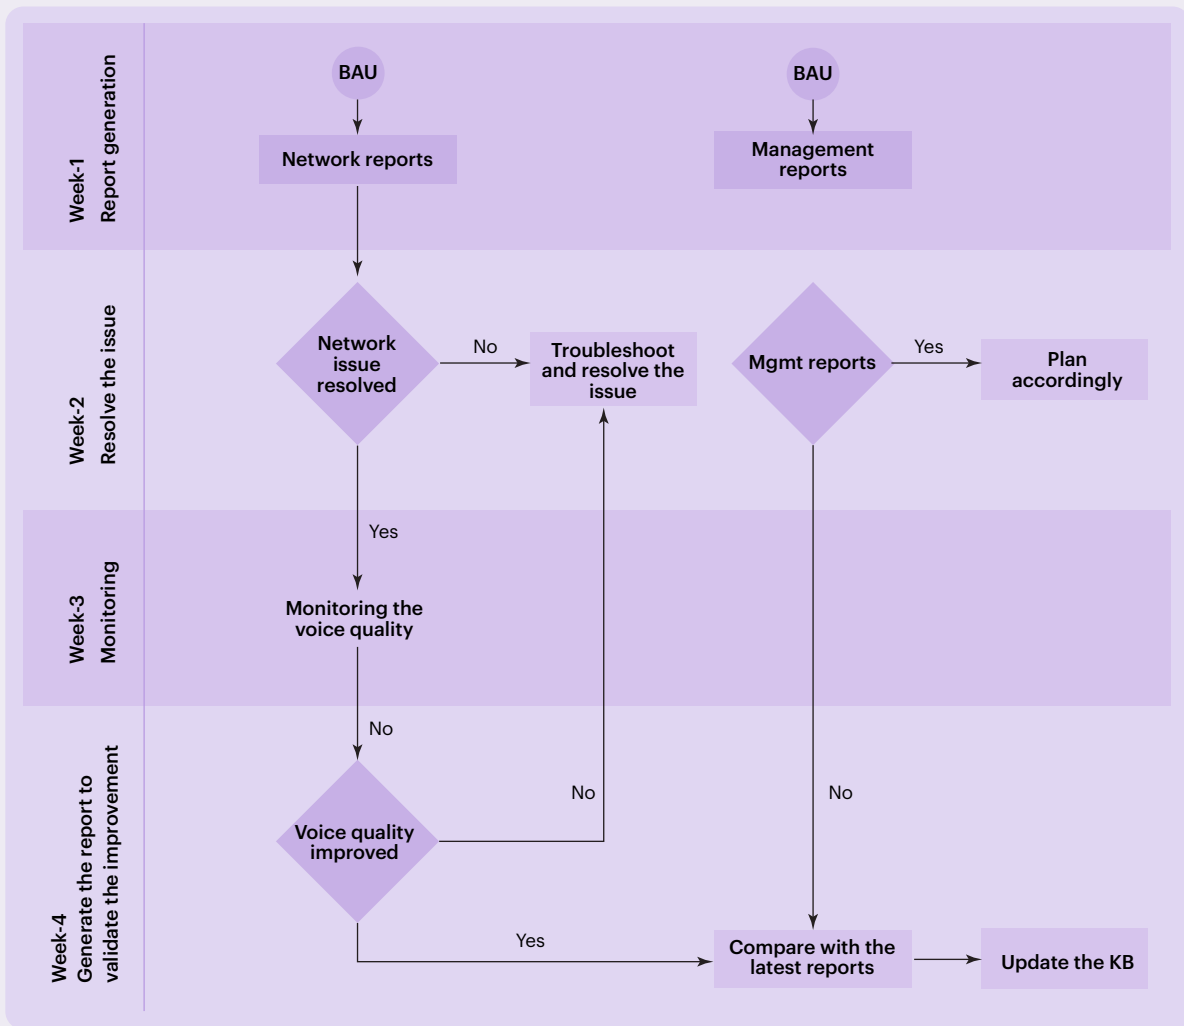 Week-1
Report generation
BAU
BAU
Network reports
Management
reports
Week-2
Resolve the issue
Network
issue
resolved
No
Troubleshoot
and resolve the
issue
Mgmt reports
Yes
Plan
accordingly
Week-3
Monitoring
Yes
Monitoring the
voice quality
No
Week-4
Generate the report to
validate the improvement
Voice quality
improved
No
No
Yes
Compare with the
latest reports
Update the KB